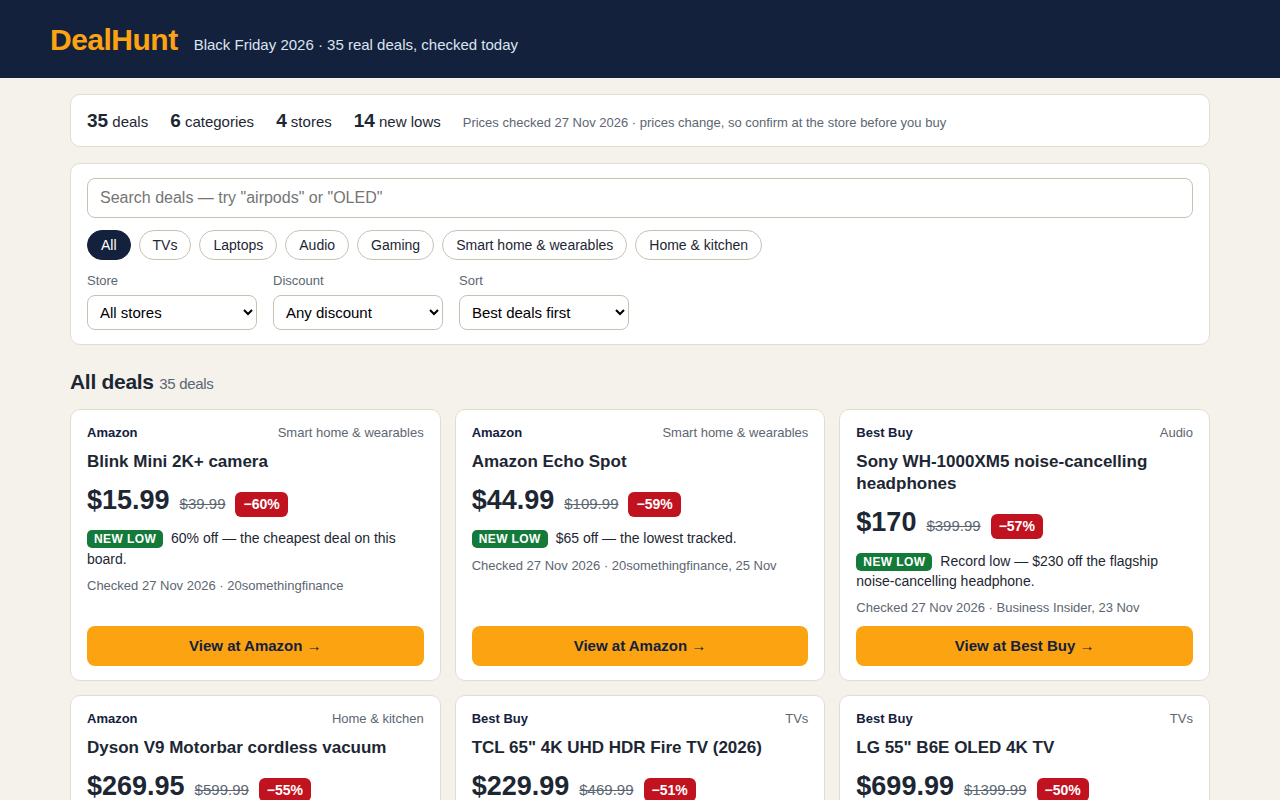 DealHunt Black Friday 2026 · 35 real deals, checked today
35 deals 6 categories 4 stores 14 new lows Prices checked 27 Nov 2026 · prices change, so confirm at the store before you buy
Search deals — try "airpods" or "OLED"
All TVs Laptops Audio Gaming Smart home & wearables Home & kitchen
Store Discount Sort
All stores Any discount Best deals first
All deals 35 deals
Amazon Smart home & wearables
Blink Mini 2K+ camera
$15.99 $39.99 −60%
NEW LOW 60% off — the cheapest deal on this
board.
Checked 27 Nov 2026 · 20somethingfinance
View at Amazon →
Amazon Smart home & wearables
Amazon Echo Spot
$44.99 $109.99 −59%
NEW LOW $65 off — the lowest tracked.
Checked 27 Nov 2026 · 20somethingfinance, 25 Nov
View at Amazon →
Best Buy Audio
Sony WH-1000XM5 noise-cancelling
headphones
$170 $399.99 −57%
NEW LOW Record low — $230 off the flagship
noise-cancelling headphone.
Checked 27 Nov 2026 · Business Insider, 23 Nov
View at Best Buy →
Amazon Home & kitchen
Dyson V9 Motorbar cordless vacuum
$269.95 $599.99 −55%
Best Buy TVs
TCL 65" 4K UHD HDR Fire TV (2026)
$229.99 $469.99 −51%
Best Buy TVs
LG 55" B6E OLED 4K TV
$699.99 $1399.99 −50%